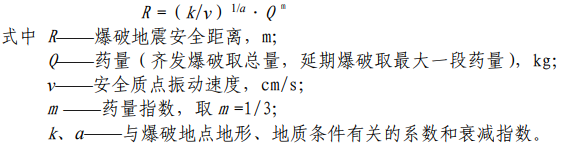 R=(k/v) 1/a · Q m
式中 R——爆破地震安全距离，m;
Q——药量（齐发爆破取总量，延期爆破取最大一段药量），kg;
v——安全质点振动速度，cm/s;
m ——药量指数，取 m=1/3;
k、a——与爆破地点地形、地质条件有关的系数和衰减指数。